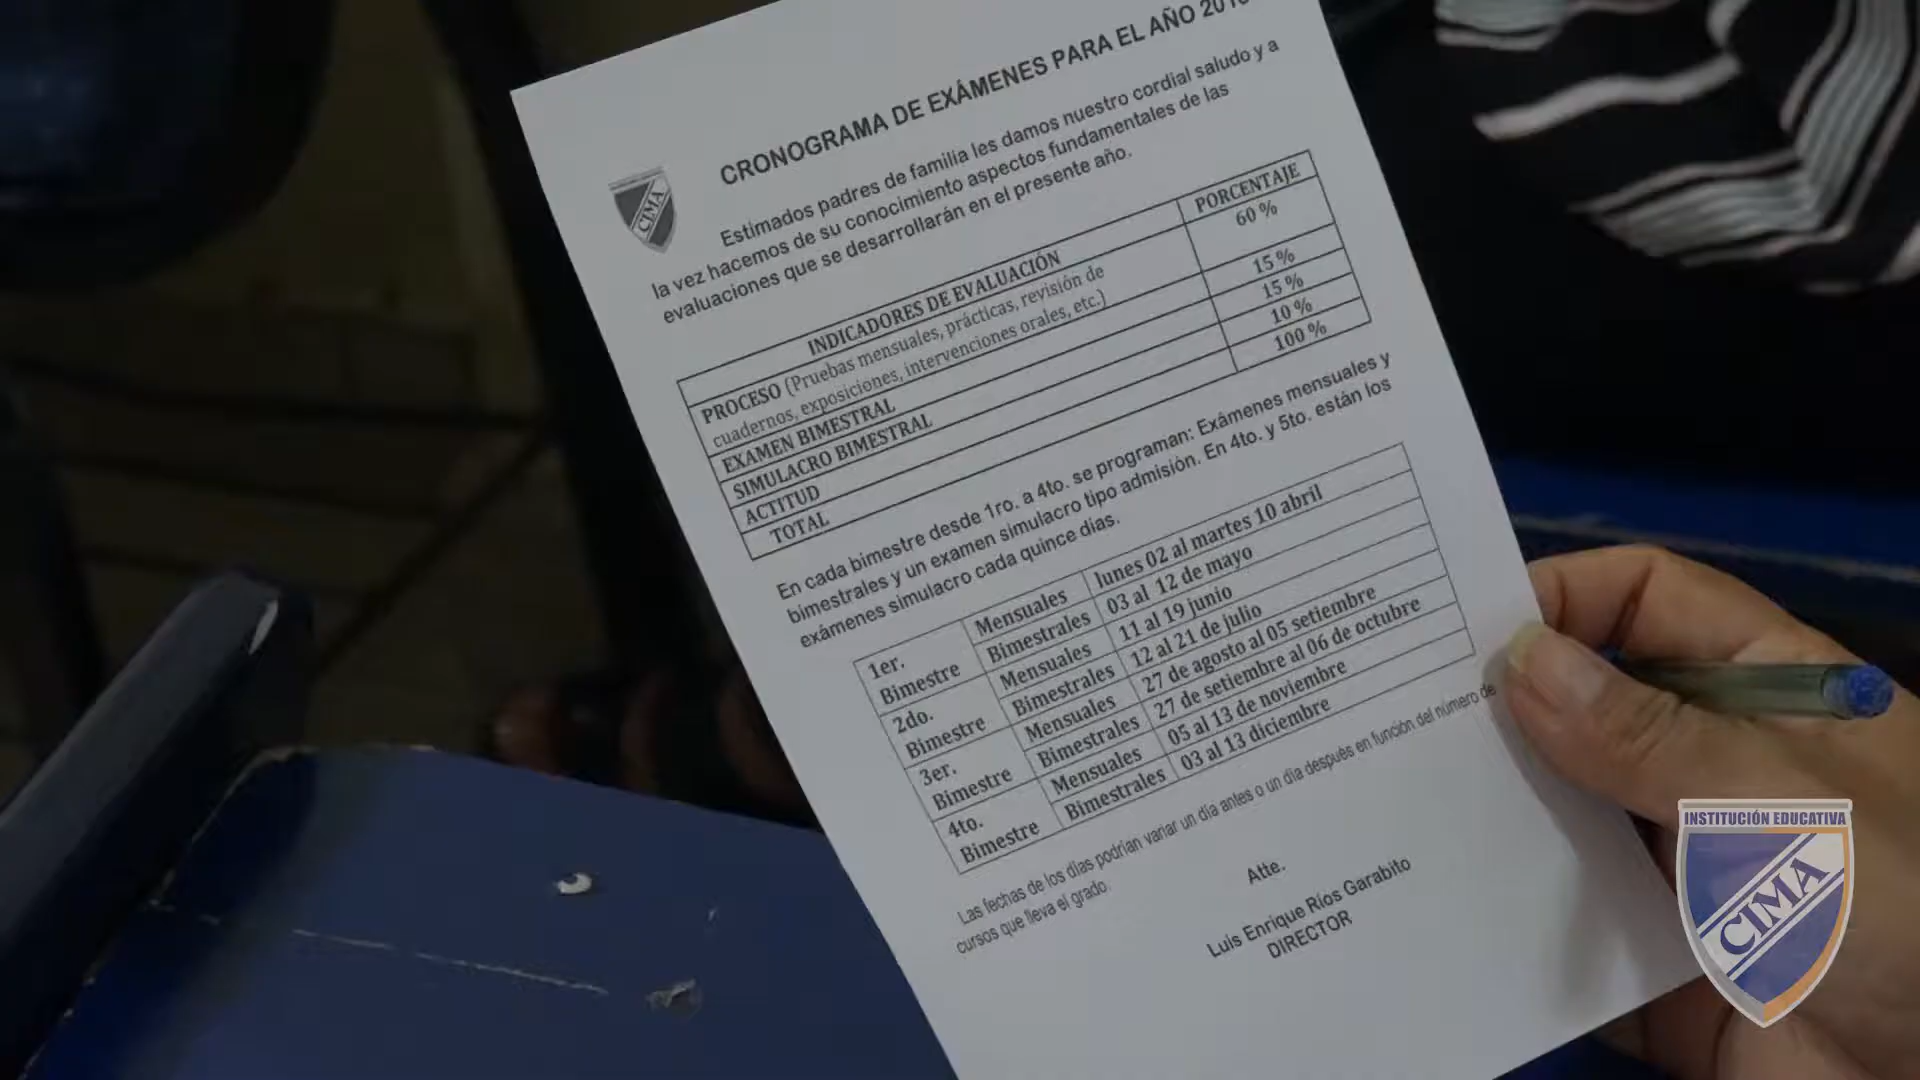 CRONOGRAMA DE EXÁMENES PARA EL AÑO
Estimados padres de familia les damos nuestro cordial saludo y a
la vez hacemos de su conocimiento aspectos fundamentales de las
evaluaciones que se desarrollarán en el presente año.
CIMA
INDICADORES DE EVALUACIÓN PORCENTAJE
PROCESO (Pruebas mensuales, prácticas, revisión de 60 %
cuadernos, exposiciones, intervenciones orales, etc.)
EXAMEN BIMESTRAL 15 %
SIMULACRO BIMESTRAL 15 %
ACTITUD 10 %
TOTAL 100 %
En cada bimestre desde 1ro. a 4to. se programan: Exámenes mensuales y
bimestrales y un examen simulacro tipo admisión. En 4to. y 5to. están los
exámenes simulacro cada quince días.
1er. Mensuales lunes 02 al martes 10 abril
Bimestre Bimestrales 03 al 12 de mayo
2do. Mensuales 11 al 19 junio
Bimestre Bimestrales 12 al 21 de julio
3er. Mensuales 27 de agosto al 05 setiembre
Bimestre Bimestrales 27 de setiembre al 06 de octubre
4to. Mensuales 05 al 13 de noviembre
Bimestre Bimestrales 03 al 13 diciembre
Las fechas de los días podrían variar un día antes o un día después en función del número de
cursos que lleva el grado.
Atte.
Luis Enrique Ríos Garabito
DIRECTOR
INSTITUCIÓN EDUCATIVA
CIMA